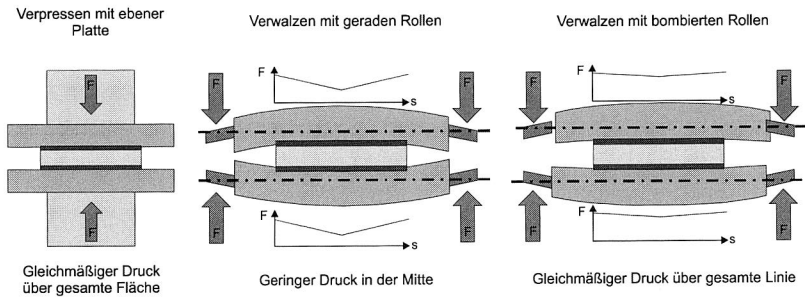 Verpressen mit ebener
Platte
F
F
Gleichmäßiger Druck
über gesamte Fläche
Verwalzen mit geraden Rollen
F
F
F
s
F
F
F
s
Geringer Druck in der Mitte
Verwalzen mit bombierten Rollen
F
F
F
s
F
F
F
s
Gleichmäßiger Druck über gesamte Linie